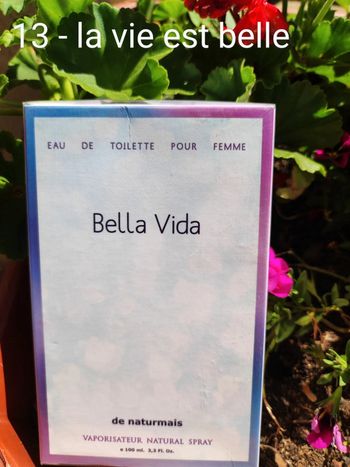 13 - la vie est belle
EAU DE TOILETTE POUR FEMME
Bella Vida
de naturmais
VAPORISATEUR NATURAL SPRAY
e 100 ml. 3,3 Fl. Oz.